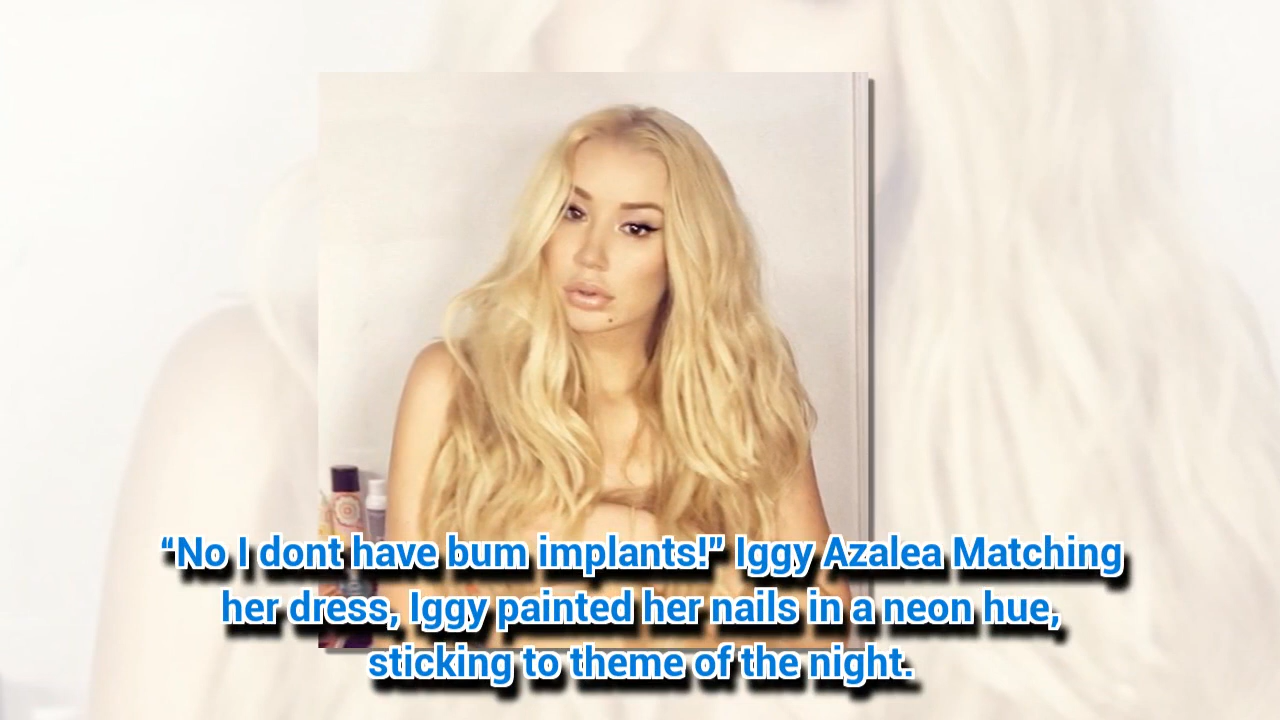 “No I dont have bum implants!” Iggy Azalea Matching
her dress, Iggy painted her nails in a neon hue,
sticking to theme of the night.